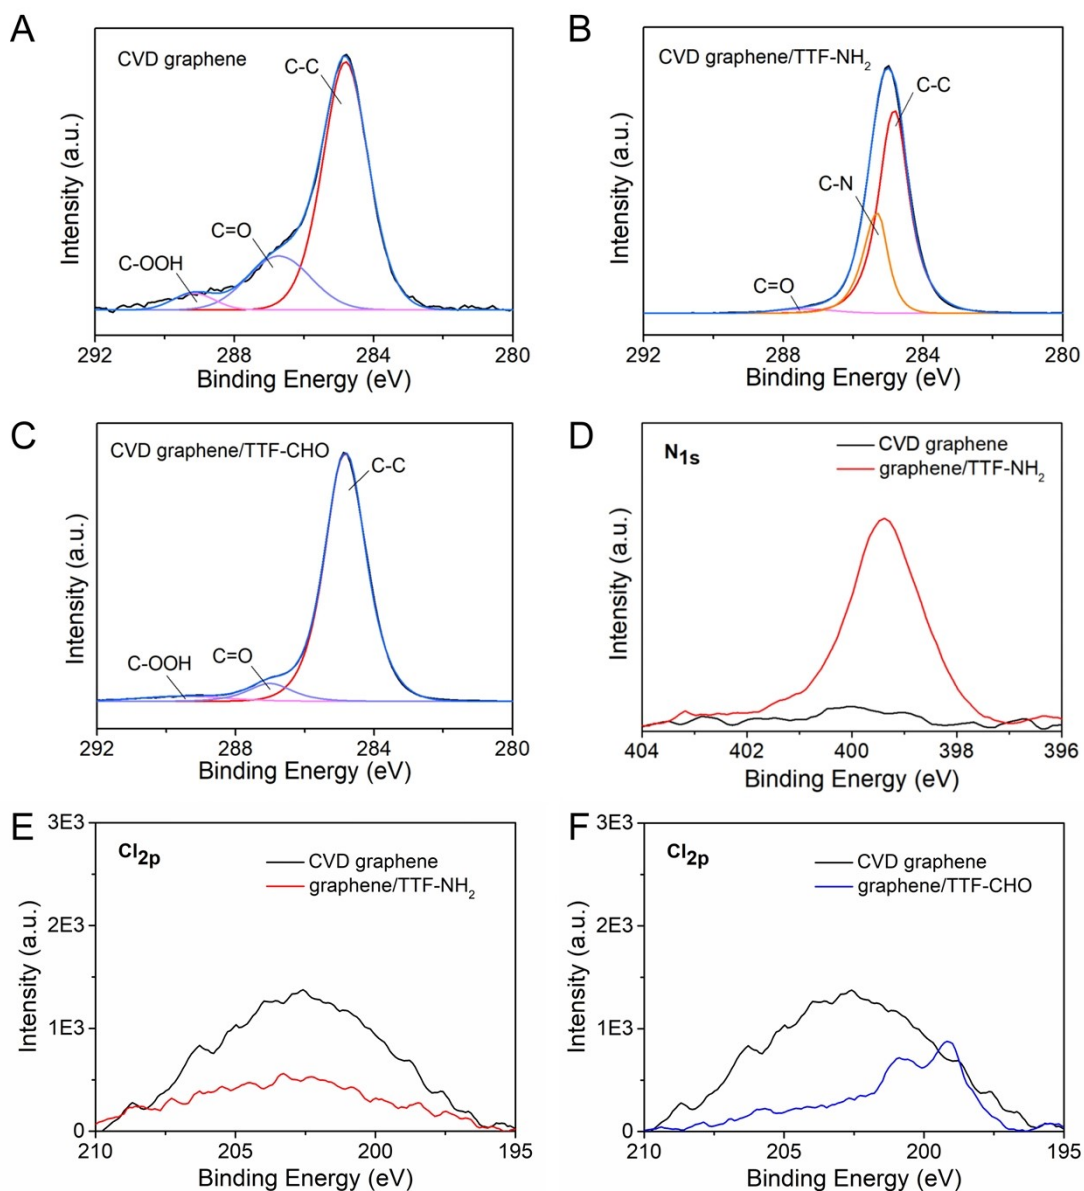 A
CVD graphene
C-C
C=O
C-OOH
Intensity (a.u.)
292
288
284
280
Binding Energy (eV)
B
CVD graphene/TTF-NH₂
C-C
C-N
C=O
Intensity (a.u.)
292
288
284
280
Binding Energy (eV)
C
CVD graphene/TTF-CHO
C-C
C=O
C-OOH
Intensity (a.u.)
292
288
284
280
Binding Energy (eV)
D
N₁s
CVD graphene
graphene/TTF-NH₂
Intensity (a.u.)
404
402
400
398
396
Binding Energy (eV)
E
3E3
2E3
1E3
0
Cl₂p
CVD graphene
graphene/TTF-NH₂
Intensity (a.u.)
210
205
200
195
Binding Energy (eV)
F
3E3
2E3
1E3
0
Cl₂p
CVD graphene
graphene/TTF-CHO
Intensity (a.u.)
210
205
200
195
Binding Energy (eV)